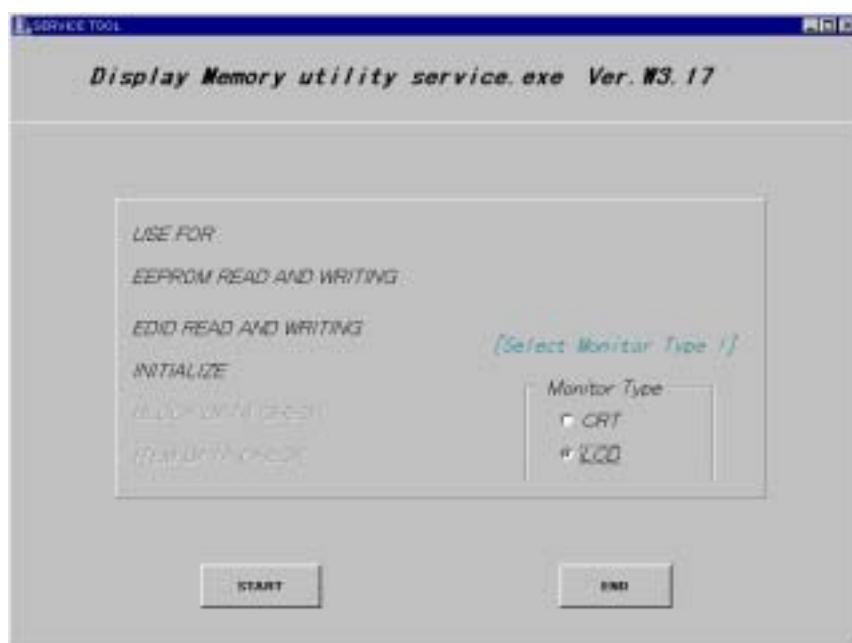 SERVICE TOOL
Display Memory utility service.exe Ver.W3.17
USE FOR
EEPROM READ AND WRITING
EDID READ AND WRITING
[Select Monitor Type !]
INITIALIZE
Monitor Type
CRT
LCD
START
END